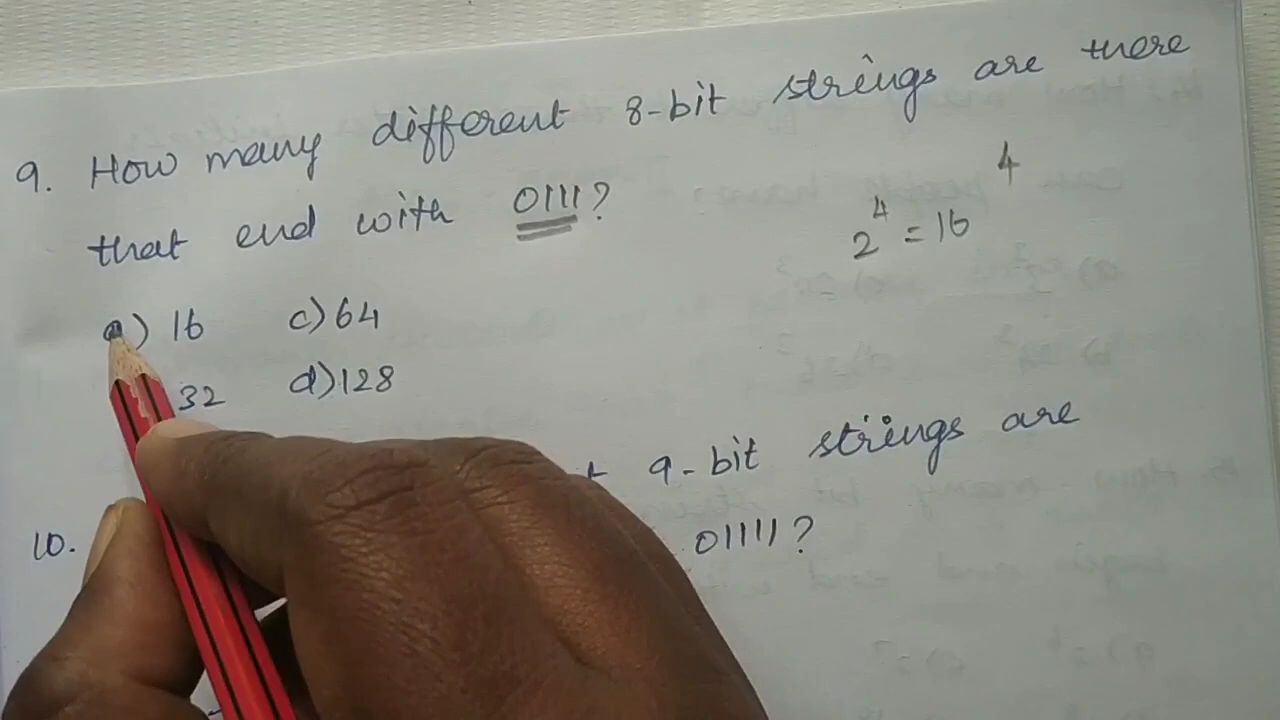 9. How many different 8-bit strings are there
that end with 0111?
4
2^4 = 16
a) 16 c) 64
32 d) 128
9-bit strings are
10. 01111?